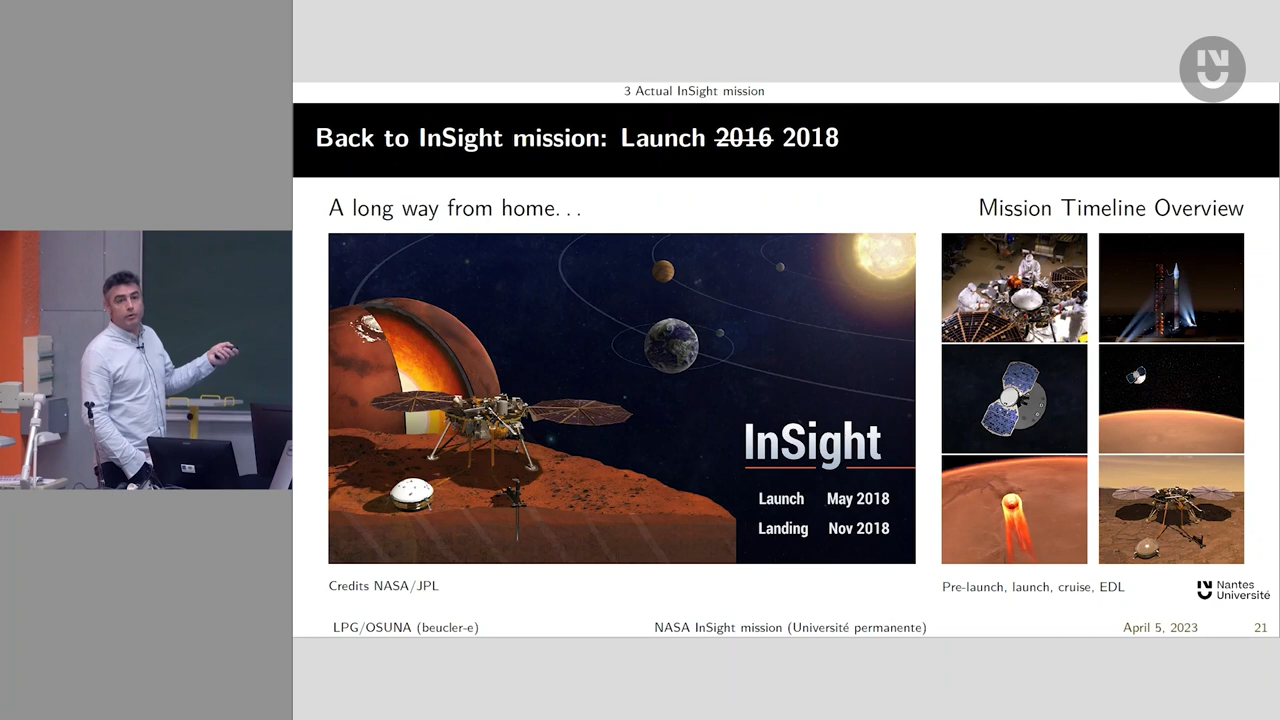 3 Actual InSight mission
Back to InSight mission: Launch 2016 2018
A long way from home...
Mission Timeline Overview
InSight
Launch May 2018
Landing Nov 2018
Credits NASA/JPL
Pre-launch, launch, cruise, EDL
Nantes
Université
LPG/OSUNA (beucler-e)
NASA InSight mission (Université permanente)
April 5, 2023
21